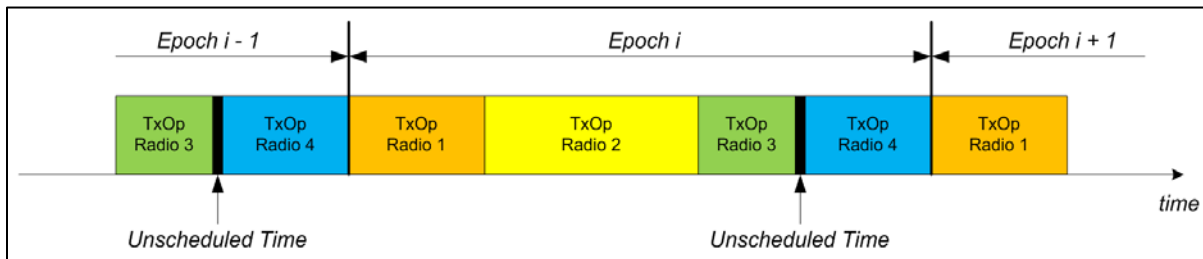 Epoch i - 1
Epoch i
Epoch i + 1
TxOp
Radio 3
TxOp
Radio 4
TxOp
Radio 1
TxOp
Radio 2
TxOp
Radio 3
TxOp
Radio 4
TxOp
Radio 1
time
Unscheduled Time
Unscheduled Time